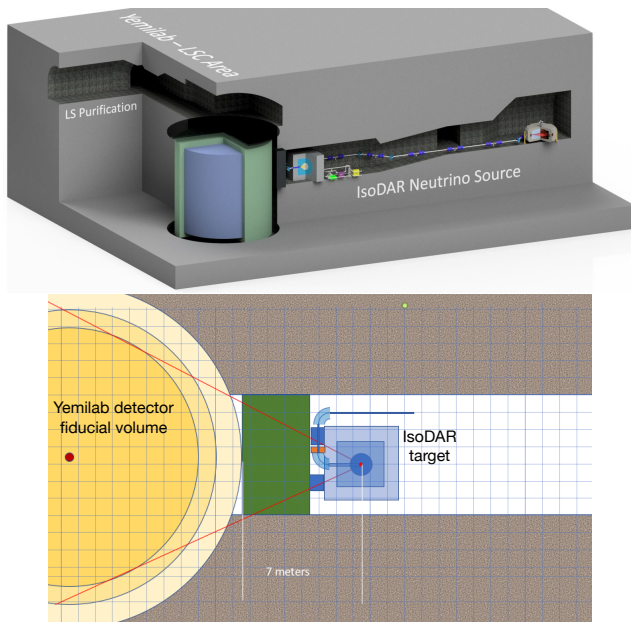 Yemilab – LSC Area
LS Purification
IsoDAR Neutrino Source
Yemilab detector
fiducial volume
IsoDAR
target
7 meters